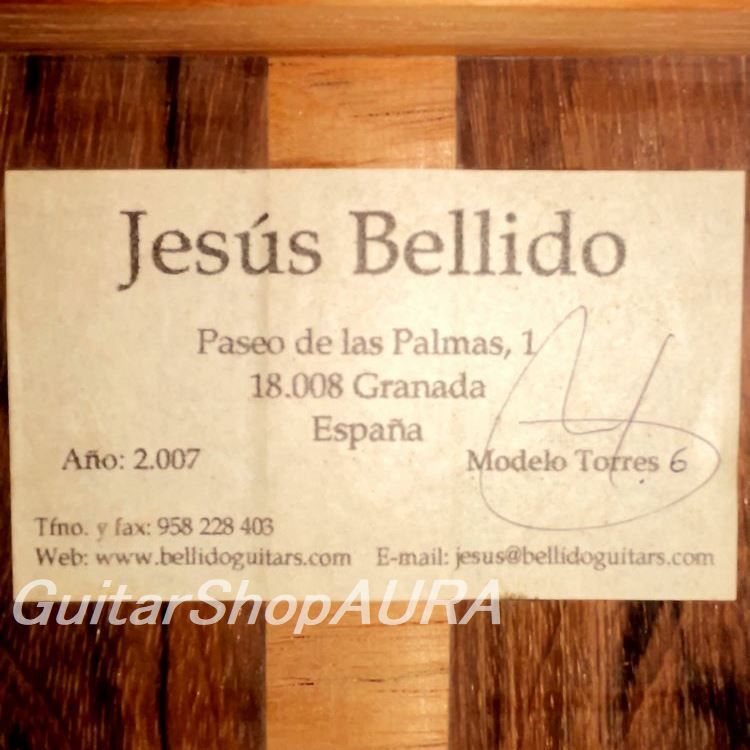 Jesús Bellido
Paseo de las Palmas, 1
18.008 Granada
España
Año: 2.007 Modelo Torres 6
Tfno. y fax: 958 228 403
Web: www.bellidoguitars.com E-mail: jesus@bellidoguitars.com
GuitarShopAURA